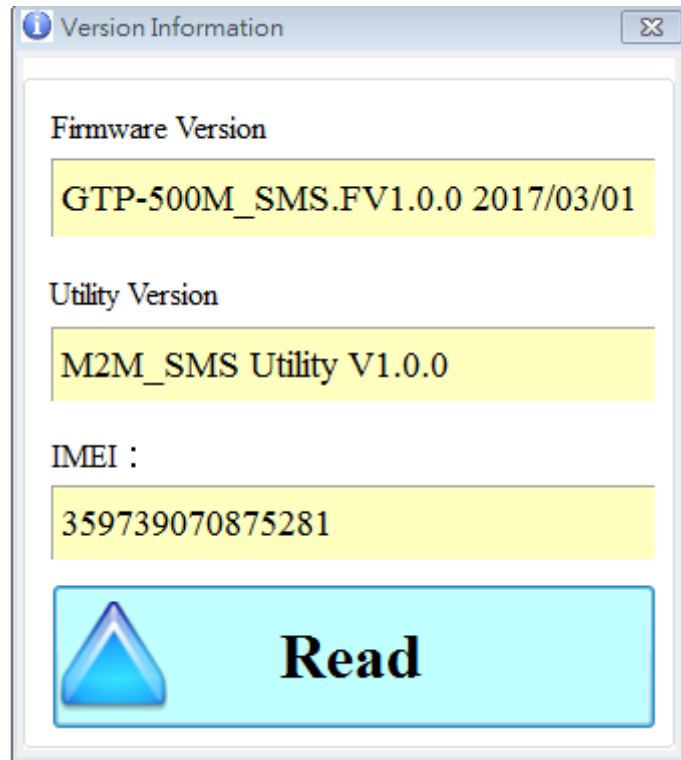 Version Information
Firmware Version
GTP-500M_SMS.FV1.0.0 2017/03/01
Utility Version
M2M_SMS Utility V1.0.0
IMEI：
359739070875281
Read